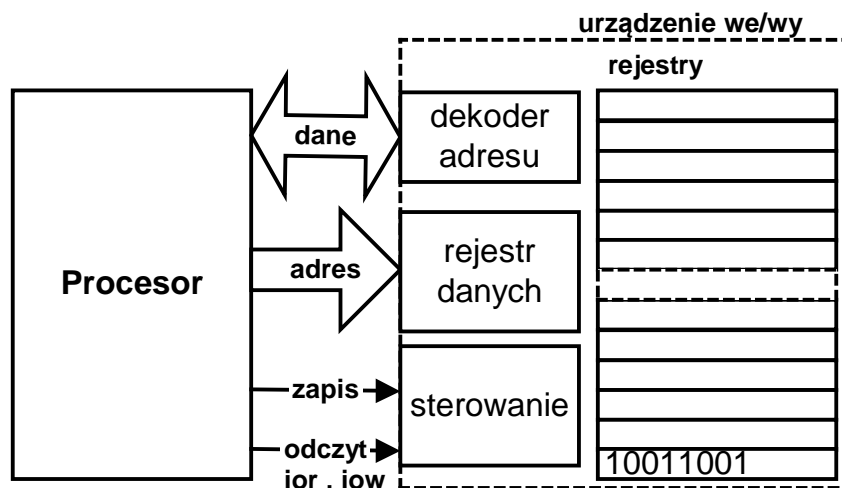 urządzenie we/wy
rejestry
dekoder
adresu
dane
Procesor
adres
rejestr
danych
zapis
sterowanie
odczyt
ior , iow
10011001